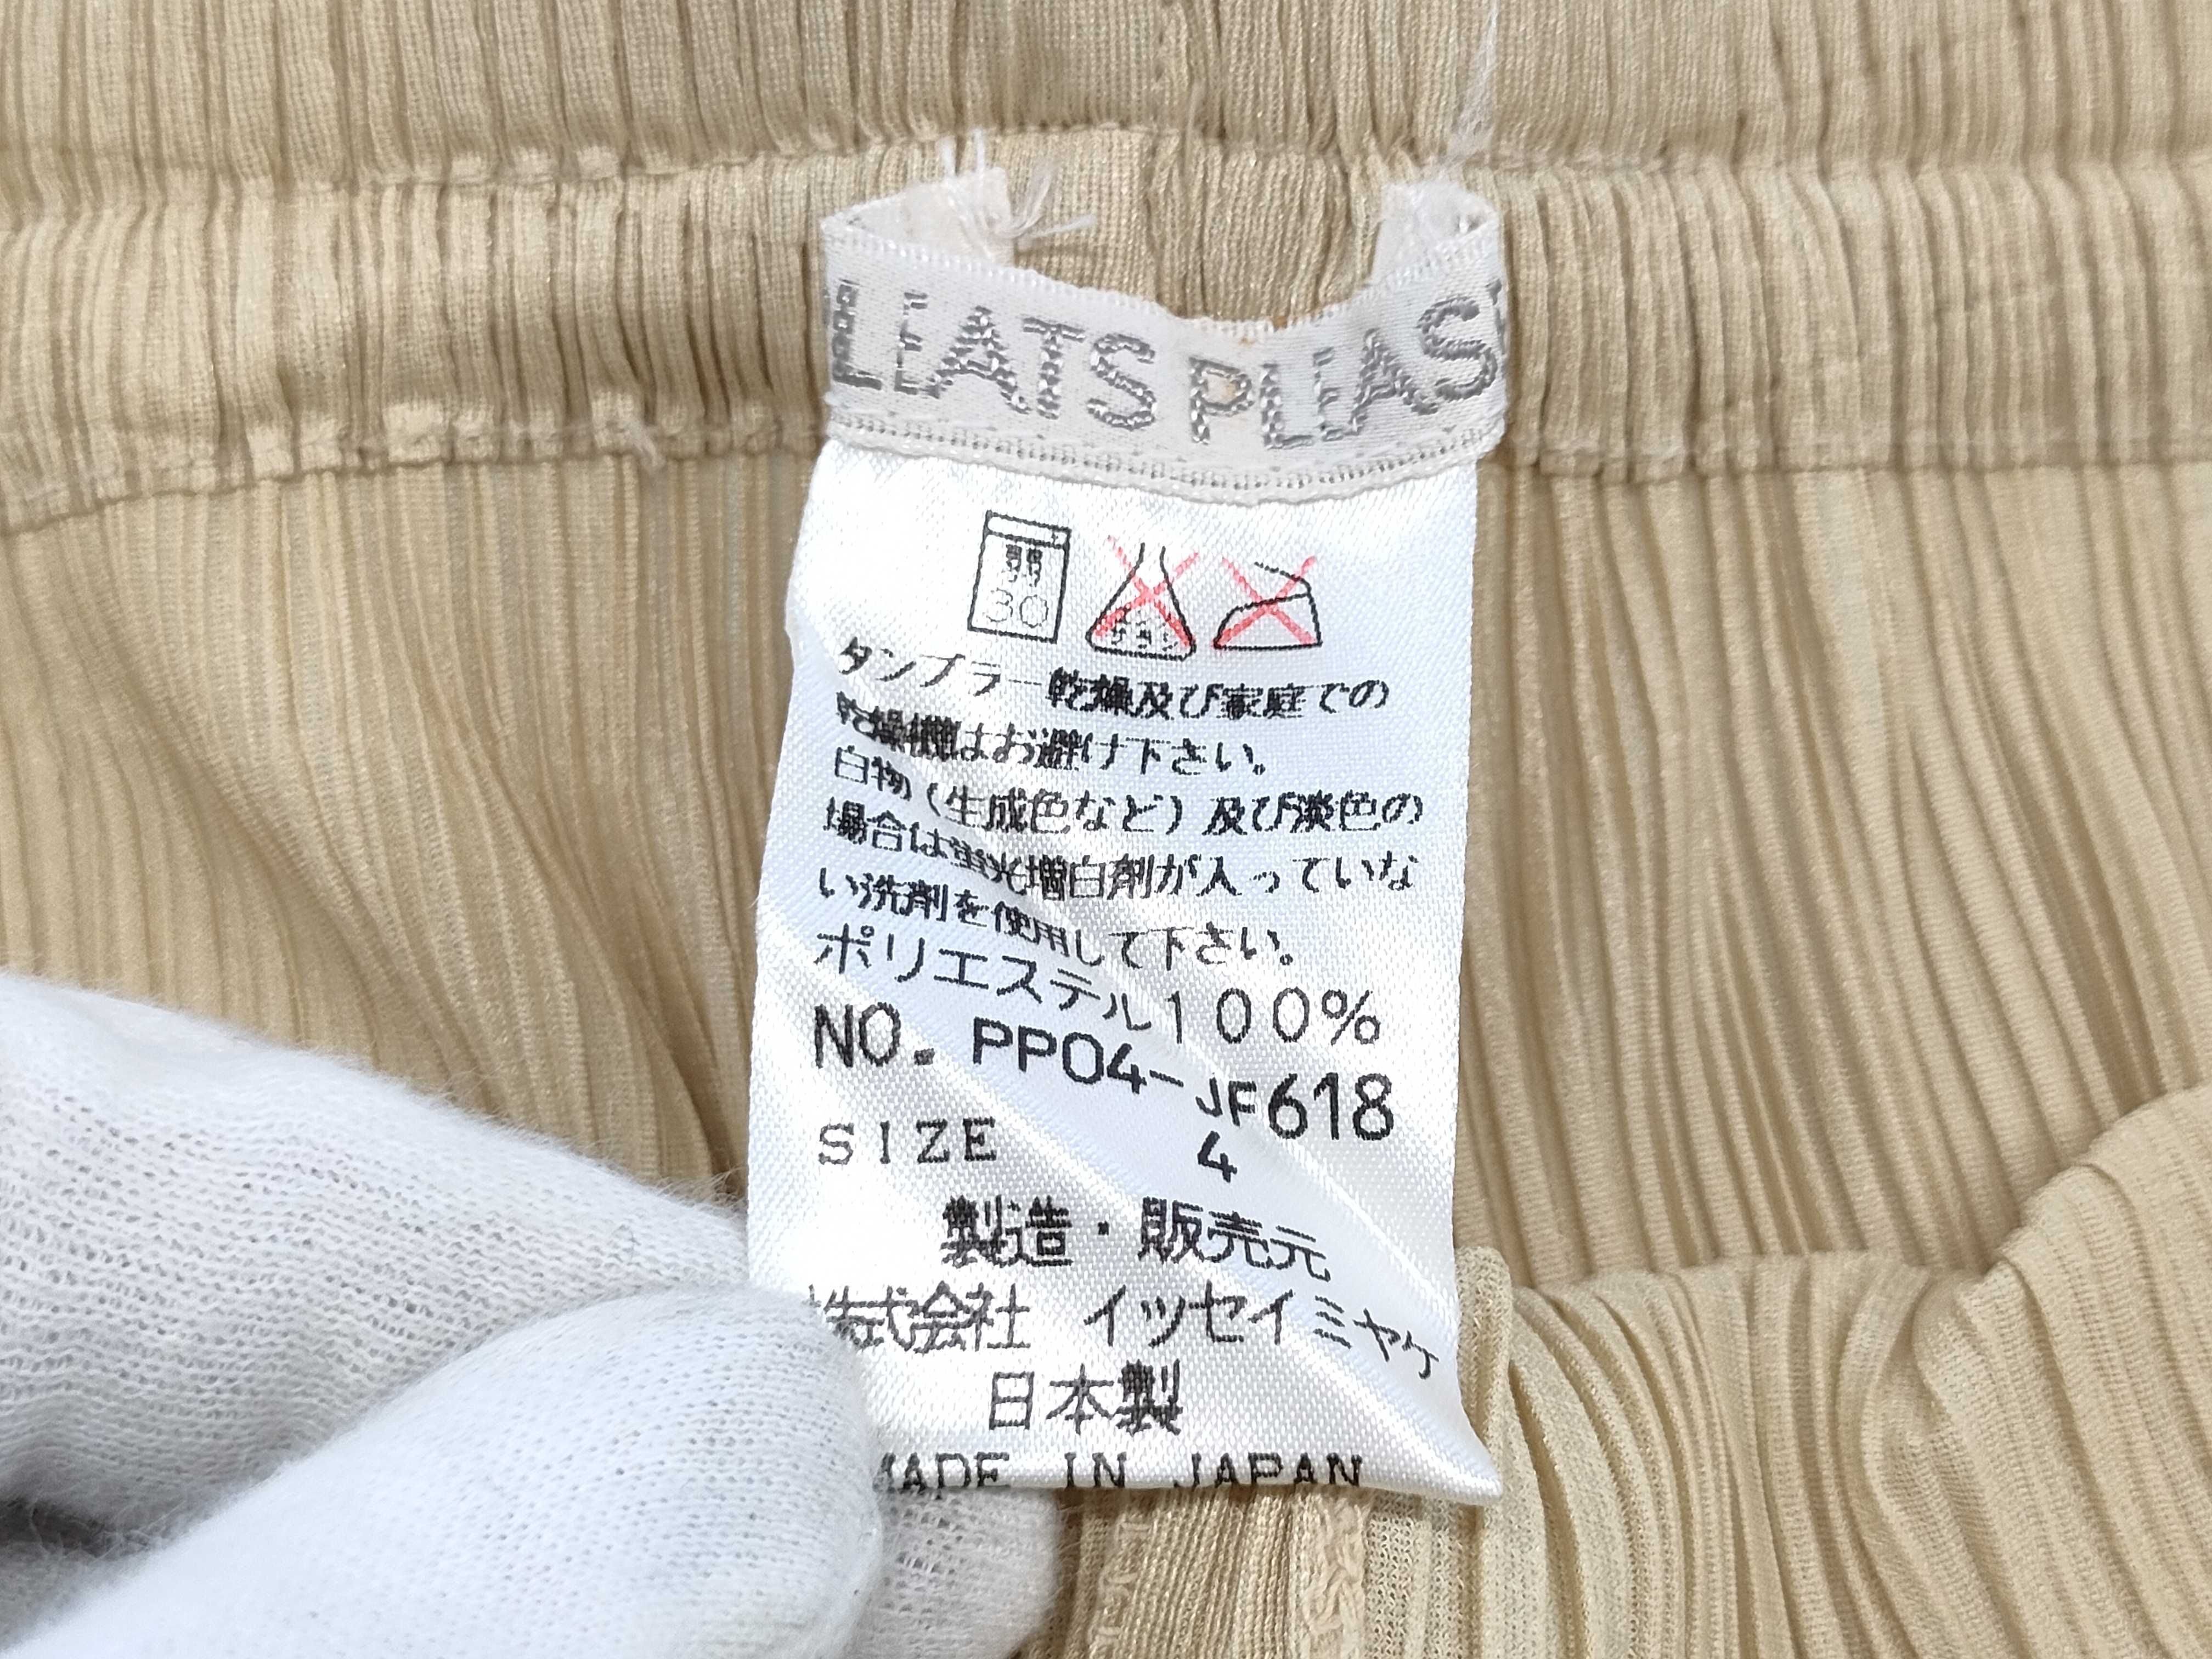 LEATS PLEAS
弱
30
サラシ
タンブラー乾燥及び家庭での
乾燥機はお避け下さい。
白物(生成色など)及び淡色の
場合は蛍光増白剤が入っていな
い洗剤を使用して下さい。
ポリエステル100%
NO. PP04-JF618
SIZE 4
製造・販売元
株式会社 イッセイミヤケ
日本製
MADE IN JAPAN